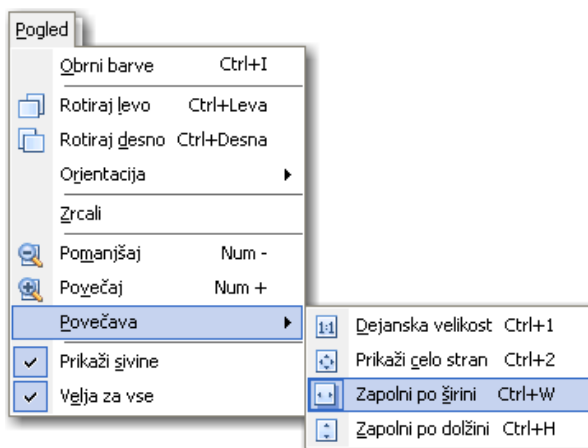 Pogled
Obrni barve Ctrl+I
Rotiraj levo Ctrl+Leva
Rotiraj desno Ctrl+Desna
Orientacija
Zrcali
Pomanjšaj Num -
Povečaj Num +
Povečava
Prikaži sivine
Velja za vse
1:1 Dejanska velikost Ctrl+1
Prikaži celo stran Ctrl+2
Zapolni po širini Ctrl+W
Zapolni po dolžini Ctrl+H